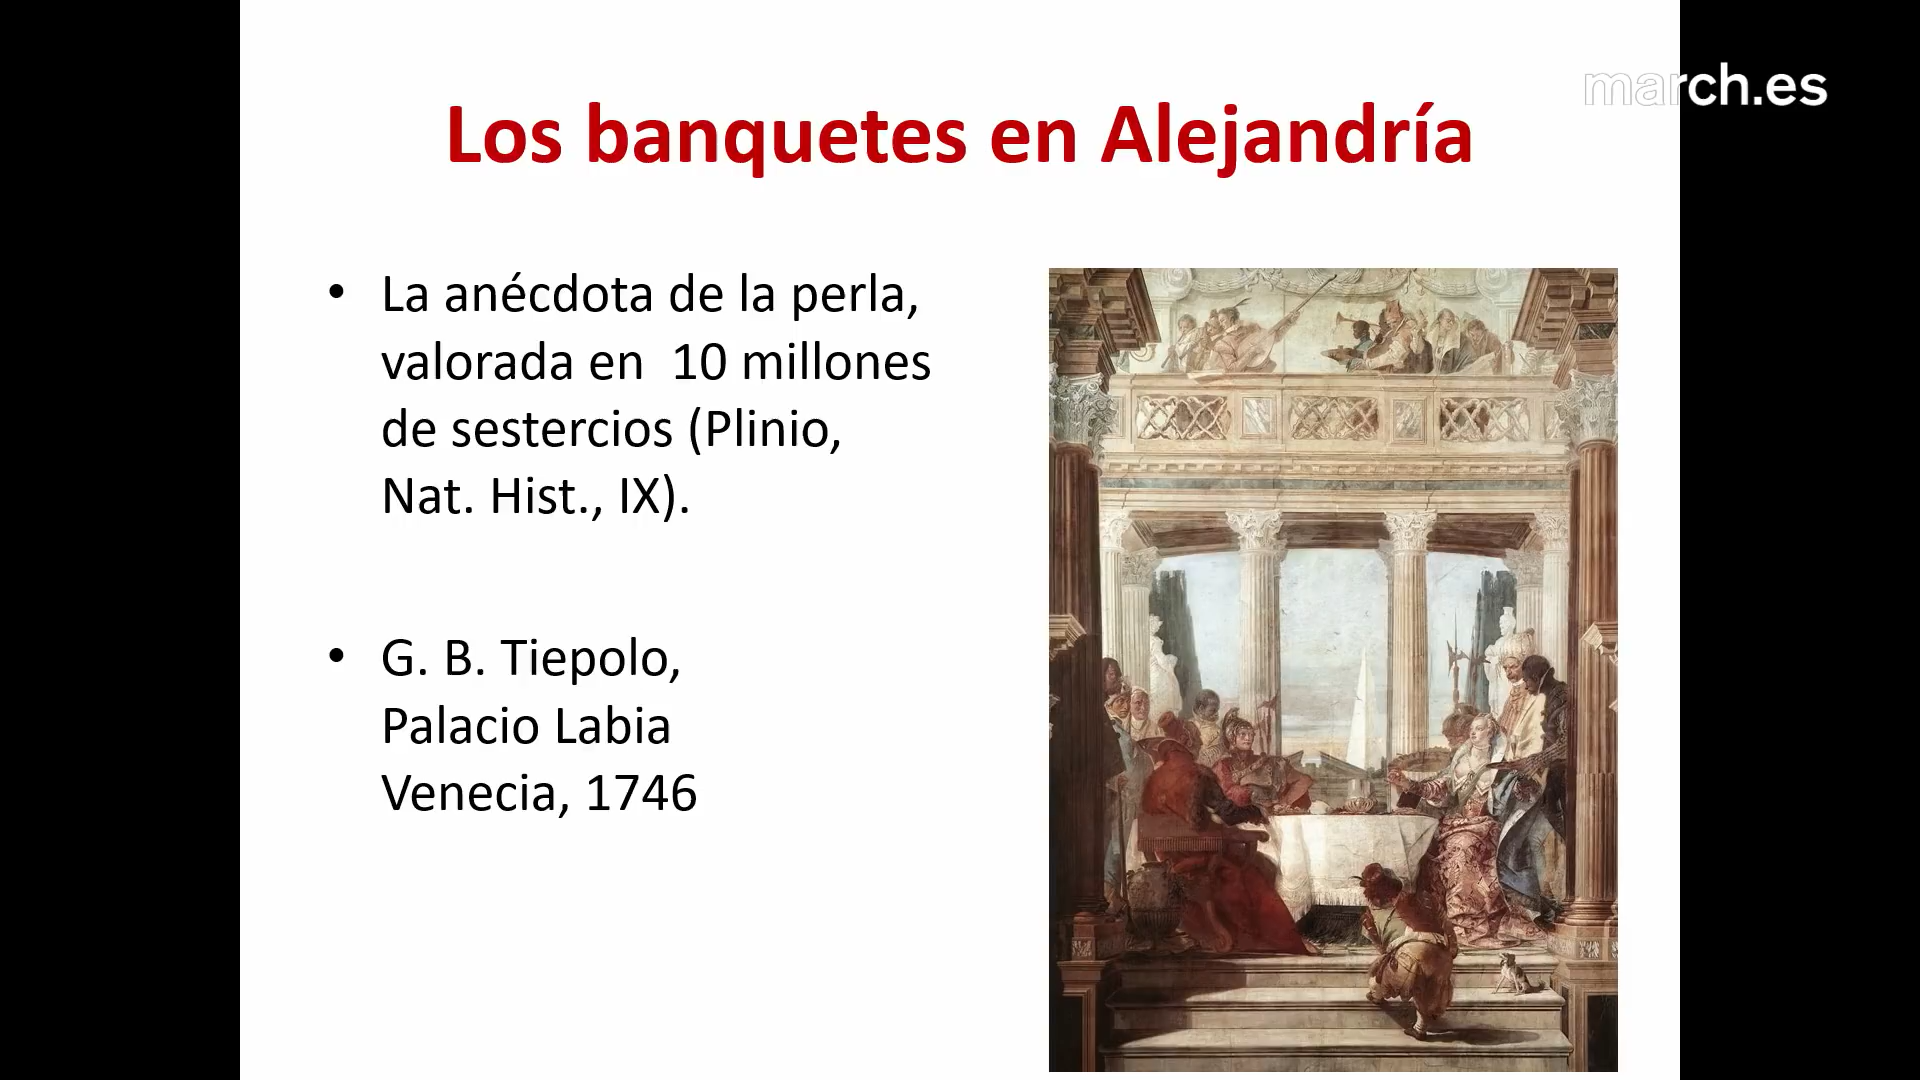 march.es
Los banquetes en Alejandría
• La anécdota de la perla,
valorada en 10 millones
de sestercios (Plinio,
Nat. Hist., IX).
• G. B. Tiepolo,
Palacio Labia
Venecia, 1746